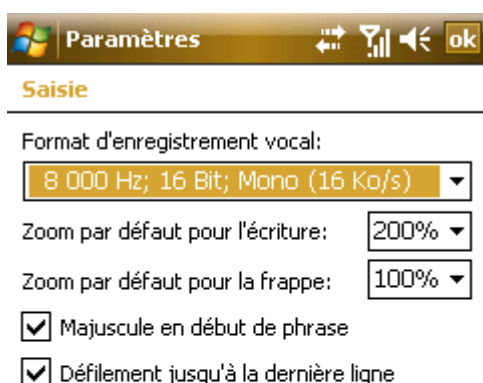 Paramètres ok
Saisie
Format d'enregistrement vocal:
8 000 Hz; 16 Bit; Mono (16 Ko/s)
Zoom par défaut pour l'écriture: 200%
Zoom par défaut pour la frappe: 100%
Majuscule en début de phrase
Défilement jusqu'à la dernière ligne